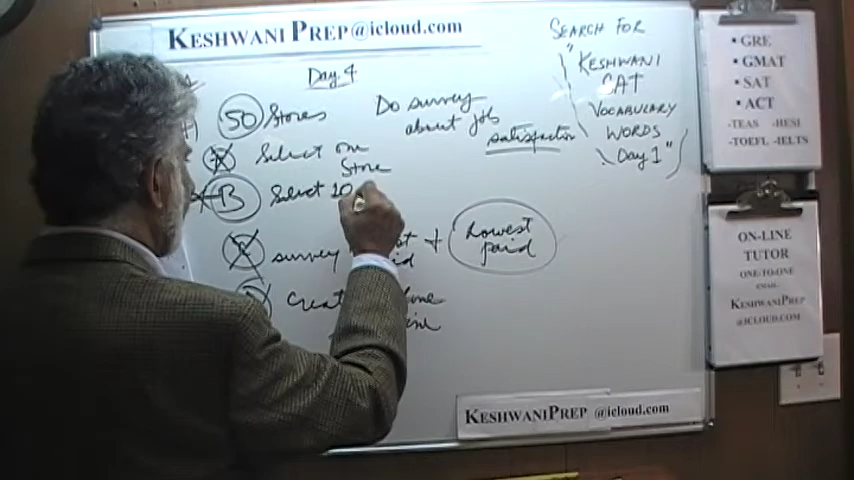 KESHWANI PREP@icloud.com
Day 4
50 Stores
Do survey
about job
satisfaction
A Select one
Store
B Select 10
survey
+
Lowest
paid
SEARCH FOR
"KESHWANI
CAT
VOCABULARY
WORDS
Day 1"
• GRE
• GMAT
• SAT
• ACT
-TEAS -HESI
-TOEFL -IELTS
ON-LINE
TUTOR
ONE-TO-ONE
EMAIL
KESHWANIPREP
@ICLOUD.COM
KESHWANIPREP @icloud.com